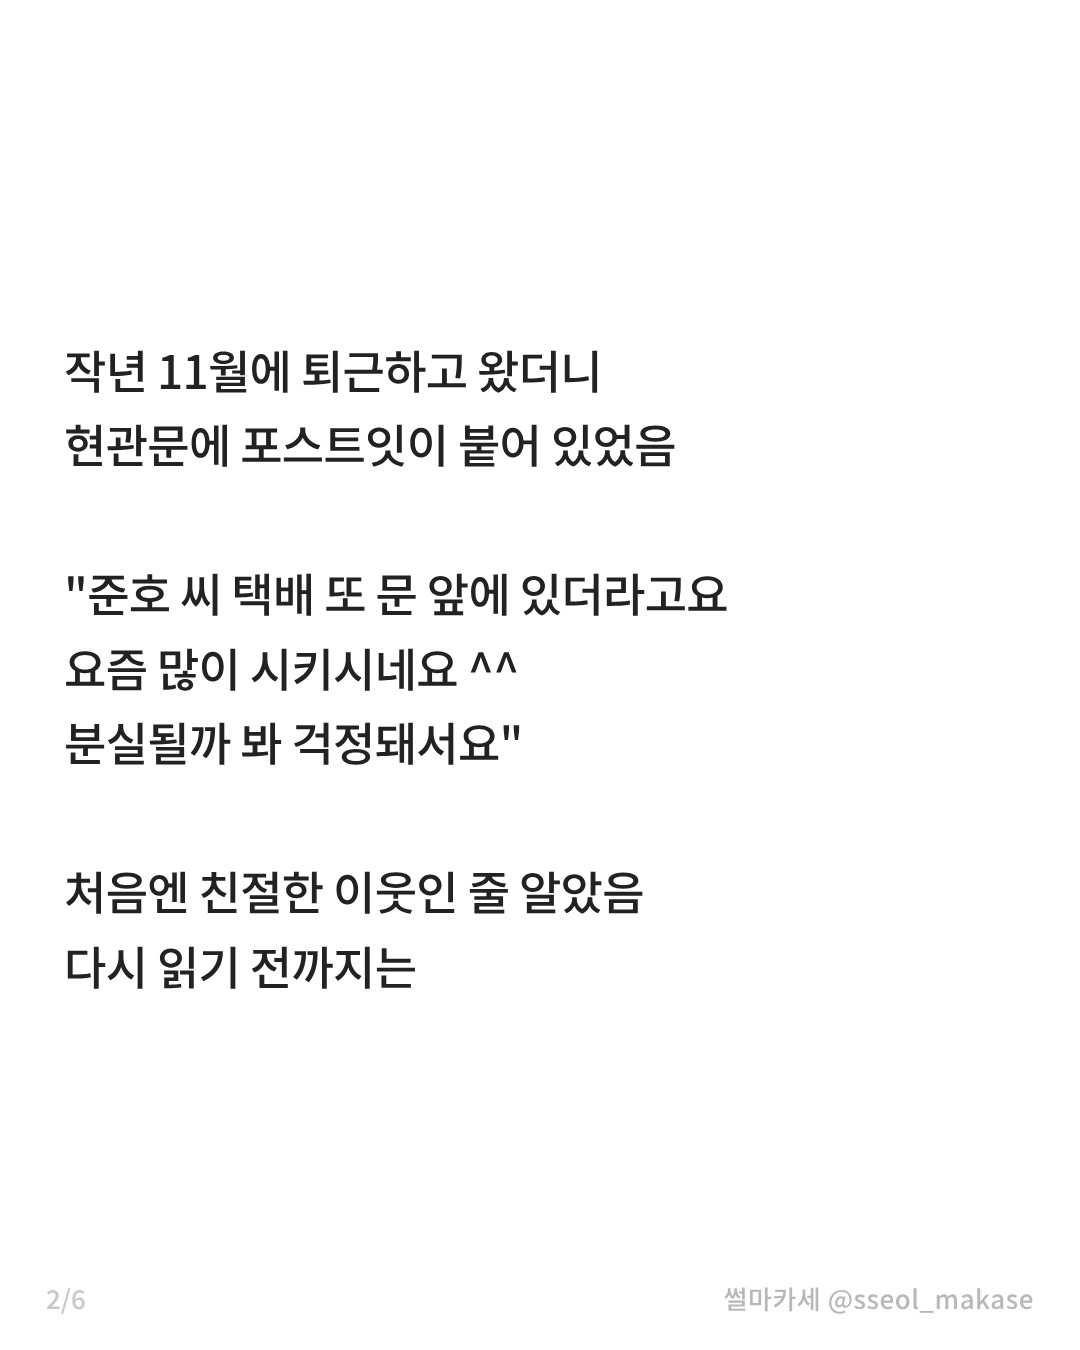 작년 11월에 퇴근하고 왔더니
현관문에 포스트잇이 붙어 있었음
"준호 씨 택배 또 문 앞에 있더라고요
요즘 많이 시키시네요 ^^
분실될까 봐 걱정돼서요"
처음엔 친절한 이웃인 줄 알았음
다시 읽기 전까지는
2/6
썰마카세 @sseol_makase